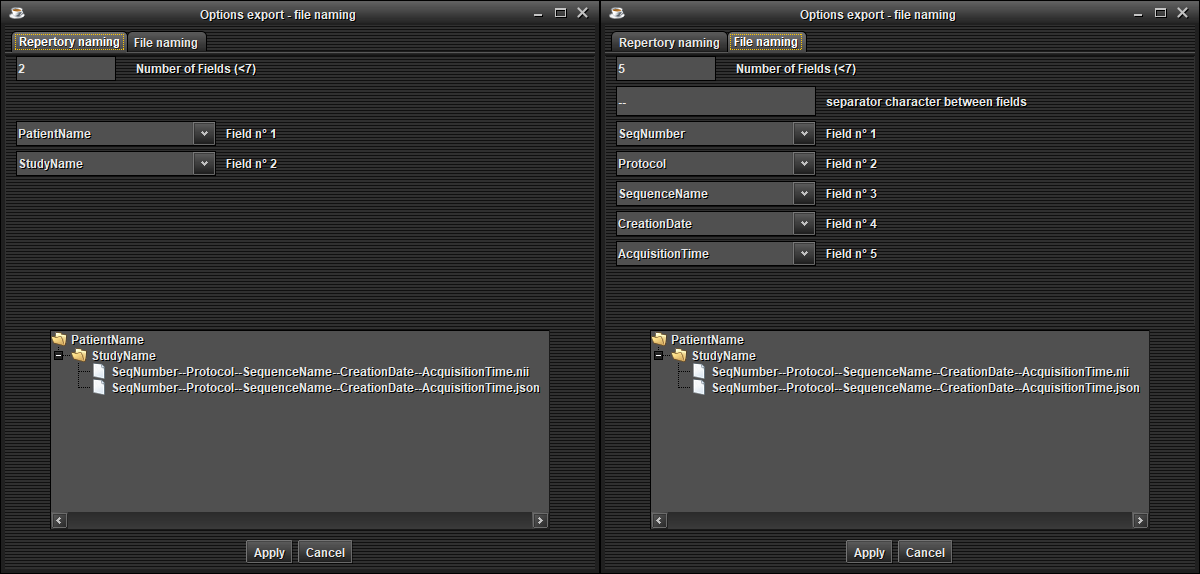 Options export - file naming
Repertory naming File naming
2 Number of Fields (<7)
PatientName Field n° 1
StudyName Field n° 2
PatientName
StudyName
SeqNumber--Protocol--SequenceName--CreationDate--AcquisitionTime.nii
SeqNumber--Protocol--SequenceName--CreationDate--AcquisitionTime.json
Apply Cancel
Options export - file naming
Repertory naming File naming
5 Number of Fields (<7)
-- separator character between fields
SeqNumber Field n° 1
Protocol Field n° 2
SequenceName Field n° 3
CreationDate Field n° 4
AcquisitionTime Field n° 5
PatientName
StudyName
SeqNumber--Protocol--SequenceName--CreationDate--AcquisitionTime.nii
SeqNumber--Protocol--SequenceName--CreationDate--AcquisitionTime.json
Apply Cancel